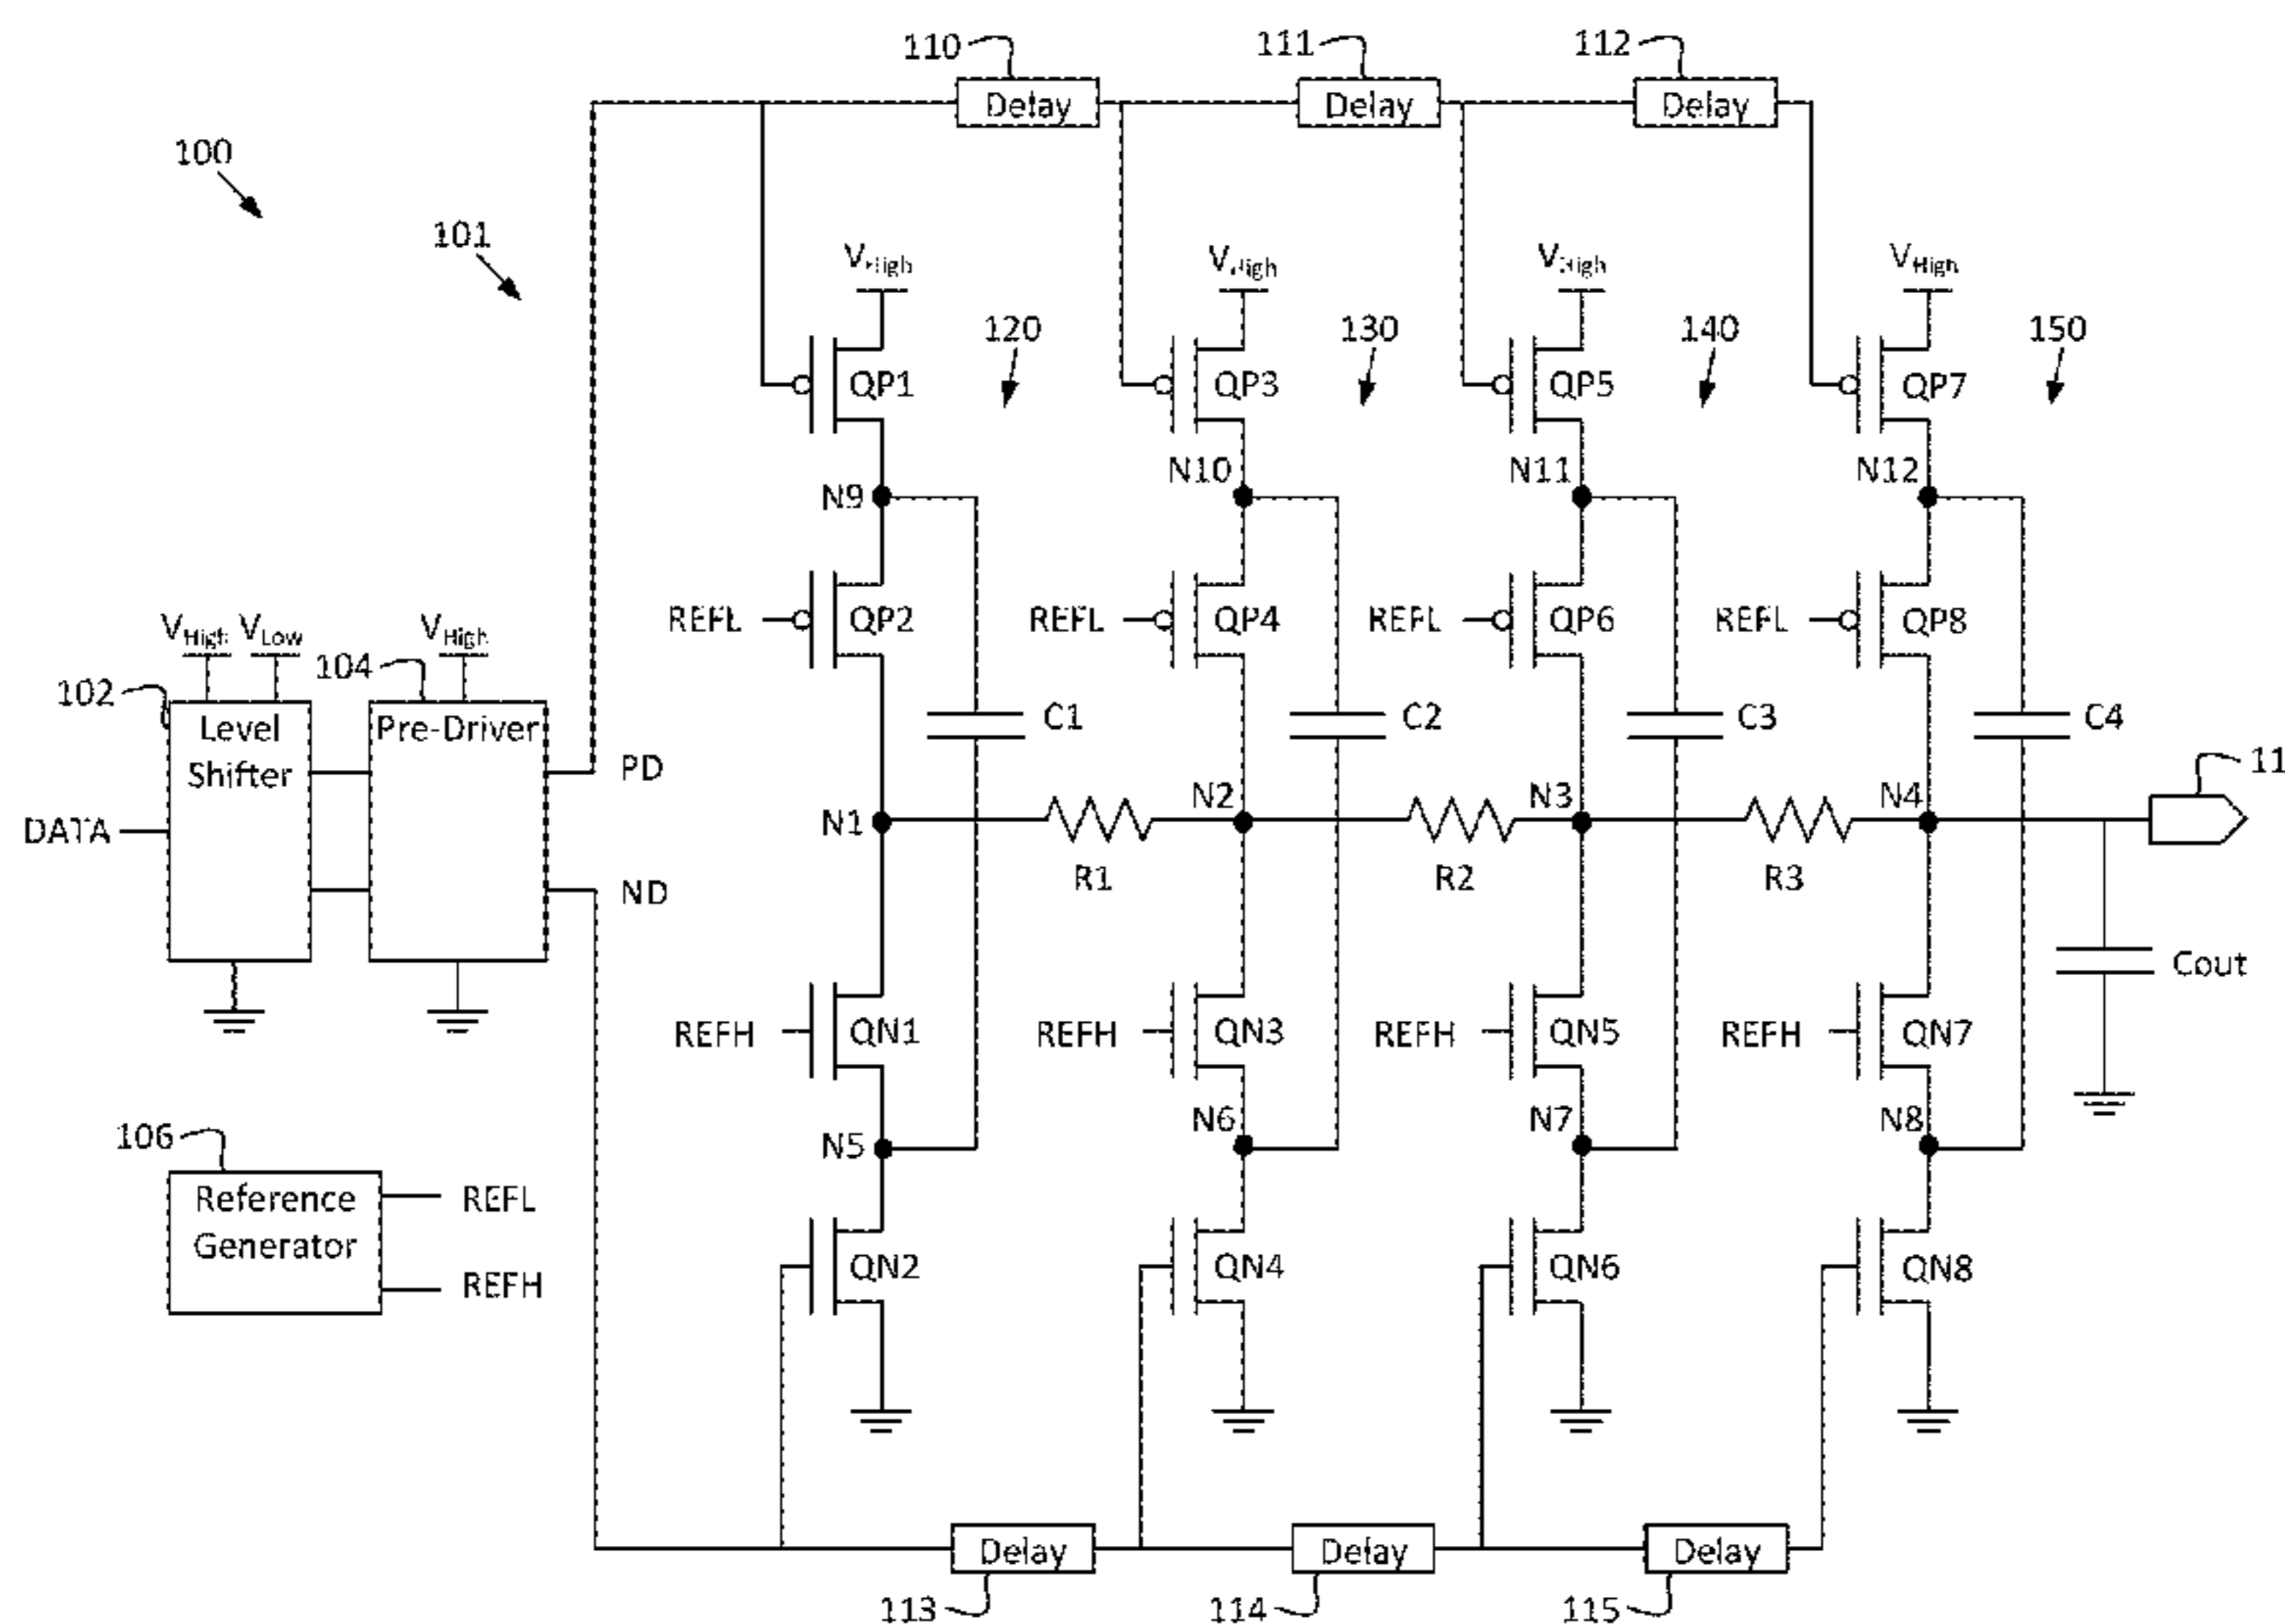 110
111
112
Delay
Delay
Delay
100
101
VHigh
VHigh
VHigh
VHigh
120
130
140
150
QP1
QP3
QP5
QP7
N9
N10
N11
N12
REFL
QP2
REFL
QP4
REFL
QP6
REFL
QP8
VHigh
VLow
VHigh
102
104
Level
Shifter
Pre-Driver
DATA
PD
ND
C1
C2
C3
C4
11
N1
N2
N3
N4
R1
R2
R3
Cout
REFH
QN1
REFH
QN3
REFH
QN5
REFH
QN7
106
Reference
Generator
REFL
REFH
N5
N6
N7
N8
QN2
QN4
QN6
QN8
Delay
Delay
Delay
113
114
115